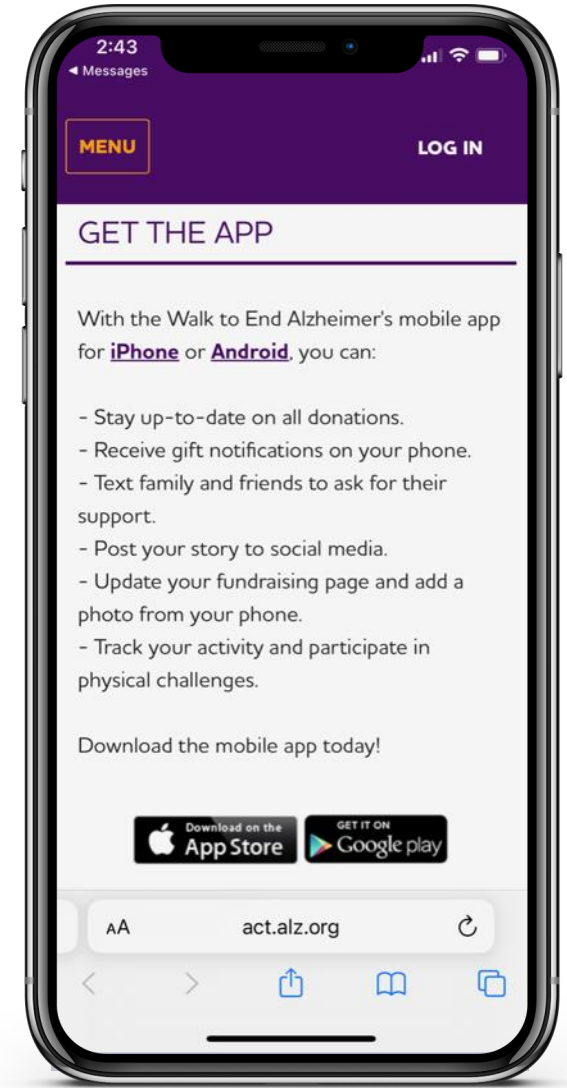 2:43
◀ Messages
MENU
LOG IN
GET THE APP
With the Walk to End Alzheimer's mobile app
for iPhone or Android, you can:
- Stay up-to-date on all donations.
- Receive gift notifications on your phone.
- Text family and friends to ask for their
support.
- Post your story to social media.
- Update your fundraising page and add a
photo from your phone.
- Track your activity and participate in
physical challenges.
Download the mobile app today!
Download on the
App Store
GET IT ON
Google play
AA
act.alz.org